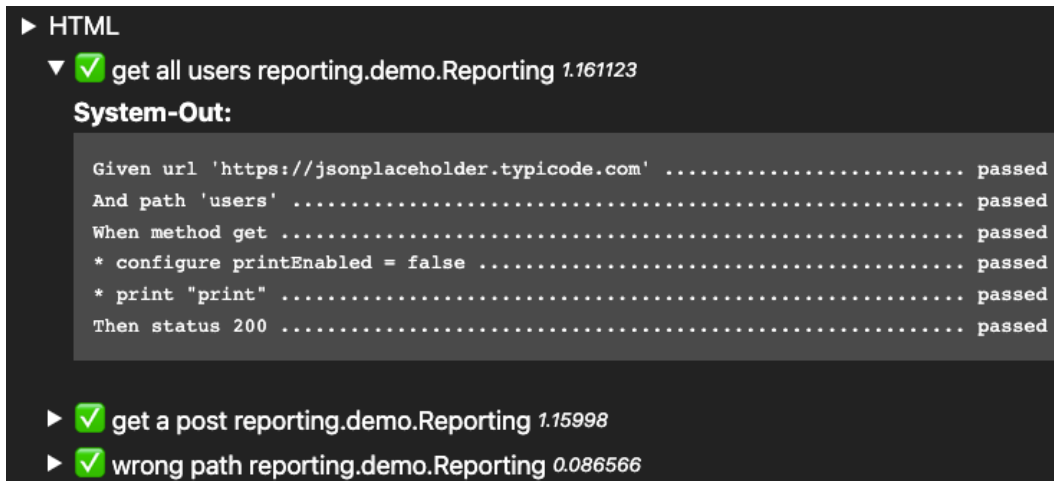 ▶ HTML
▼ ✅ get all users reporting.demo.Reporting 1.161123
System-Out:
Given url 'https://jsonplaceholder.typicode.com' .......................... passed
And path 'users' .......................................................... passed
When method get ........................................................... passed
* configure printEnabled = false .......................................... passed
* print "print" ........................................................... passed
Then status 200 ........................................................... passed
▶ ✅ get a post reporting.demo.Reporting 1.15998
▶ ✅ wrong path reporting.demo.Reporting 0.086566